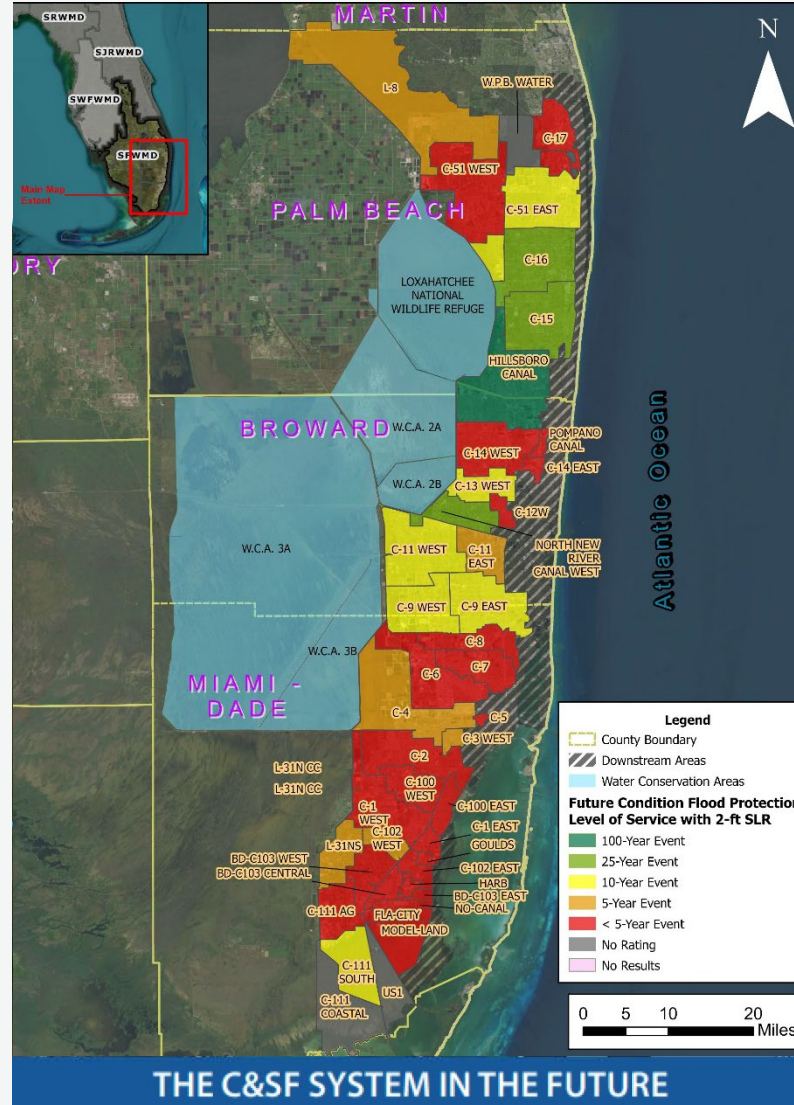 MARTIN
SRWMD
SJRWMD
SWFWMD
SFWMD
Main Map
Extent
N
W.P.B. WATER
L-8
C-17
C-51 WEST
PALM BEACH
C-51 EAST
C-16
LOXAHATCHEE
NATIONAL
WILDLIFE REFUGE
C-15
HILLSBORO
CANAL
BROWARD
W.C.A. 2A
POMPANO
CANAL
C-14 WEST
C-14 EAST
W.C.A. 2B
C-13 WEST
C-12W
W.C.A. 3A
C-11 WEST
C-11
EAST
NORTH NEW
RIVER
CANAL WEST
C-9 WEST
C-9 EAST
Atlantic Ocean
W.C.A. 3B
C-8
C-7
C-6
MIAMI -
DADE
C-4
C-5
C-3 WEST
C-2
L-31N CC
L-31N CC
C-100
WEST
C-100 EAST
C-1
WEST
C-1 EAST
C-102
WEST
L-31NS
GOULDS
BD-C103 WEST
BD-C103 CENTRAL
C-102 EAST
HARB
BD-C103 EAST
NO-CANAL
C-111 AG
FLA-CITY
MODEL-LAND
C-111
SOUTH
US1
C-111
COASTAL
Legend
County Boundary
Downstream Areas
Water Conservation Areas
Future Condition Flood Protection
Level of Service with 2-ft SLR
100-Year Event
25-Year Event
10-Year Event
5-Year Event
< 5-Year Event
No Rating
No Results
0 5 10 20
Miles
THE C&SF SYSTEM IN THE FUTURE